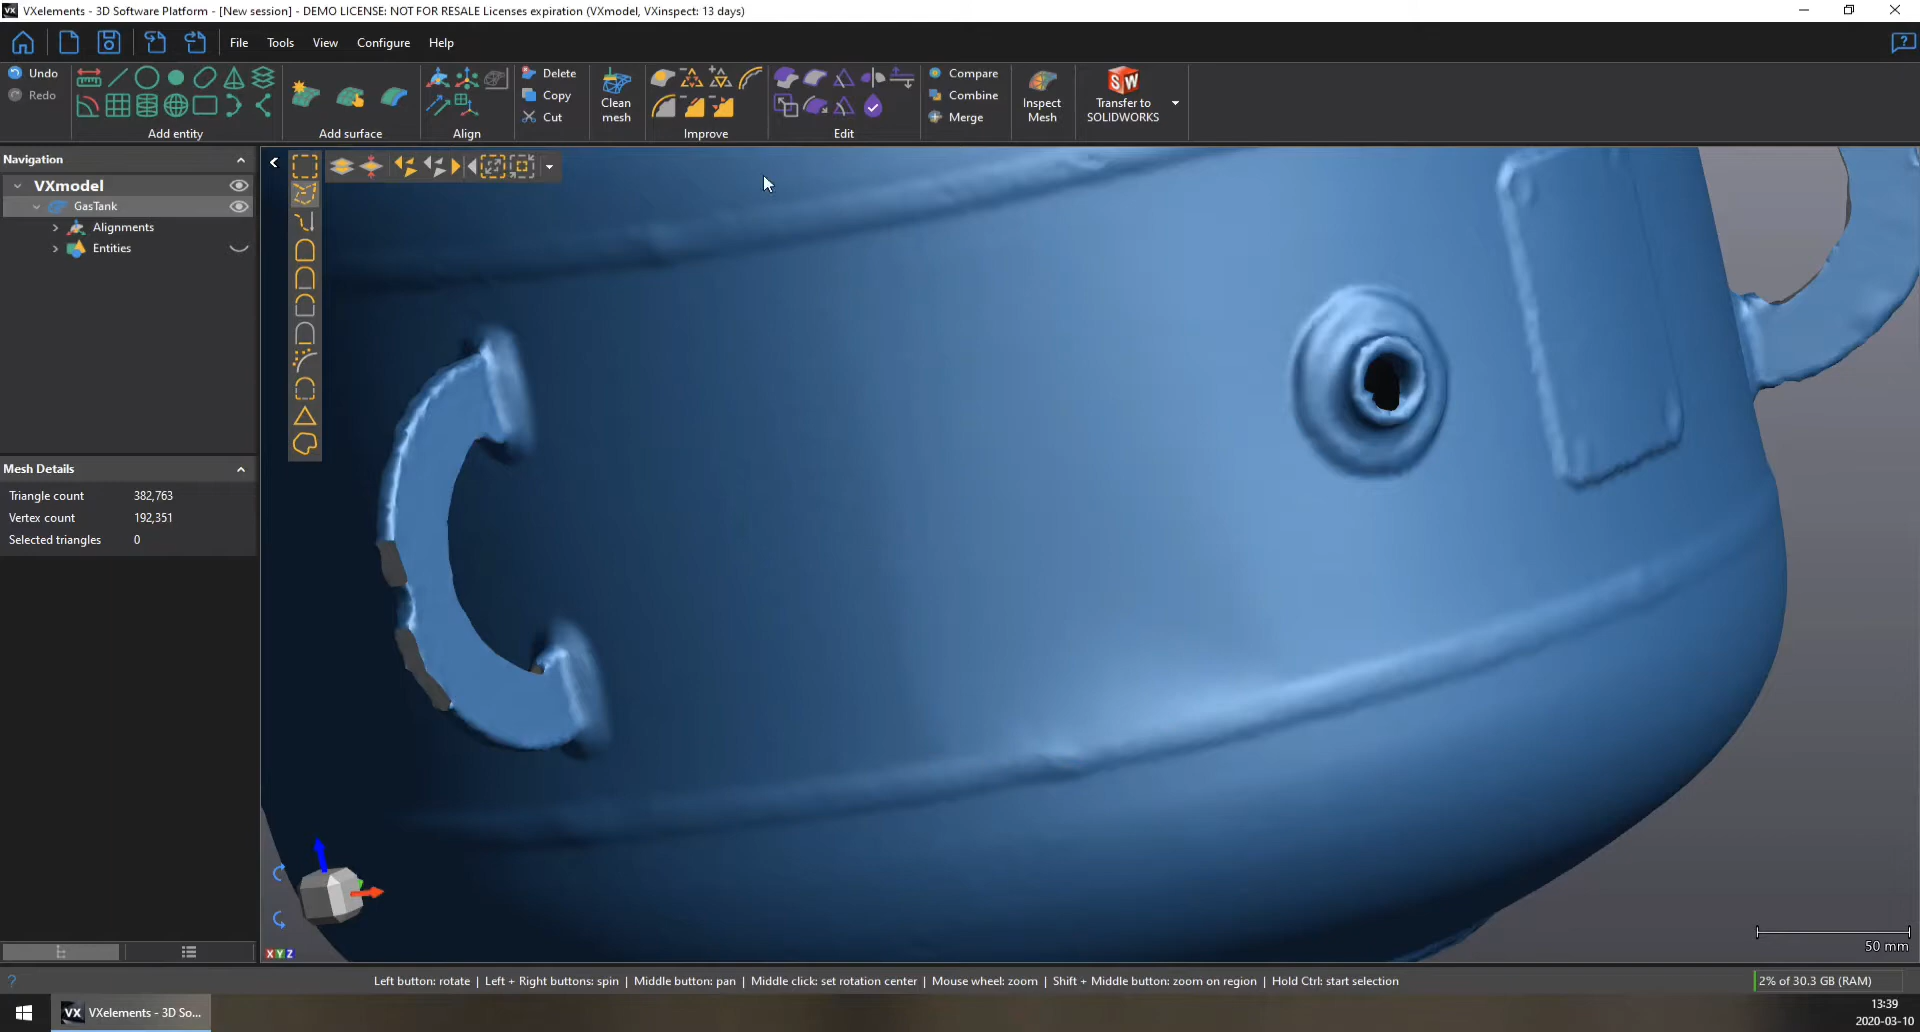 VX VXelements - 3D Software Platform - [New session] - DEMO LICENSE: NOT FOR RESALE Licenses expiration (VXmodel, VXinspect: 13 days)
File Tools View Configure Help
Undo
Redo
Add entity
Add surface
Align
Delete
Copy
Cut
Clean
mesh
Improve
Edit
Compare
Combine
Merge
Inspect
Mesh
SW
Transfer to
SOLIDWORKS
Navigation
VXmodel
GasTank
Alignments
Entities
Mesh Details
Triangle count 382,763
Vertex count 192,351
Selected triangles 0
XYZ
50 mm
Left button: rotate | Left + Right buttons: spin | Middle button: pan | Middle click: set rotation center | Mouse wheel: zoom | Shift + Middle button: zoom on region | Hold Ctrl: start selection
2% of 30.3 GB (RAM)
VX VXelements - 3D So...
13:39
2020-03-10